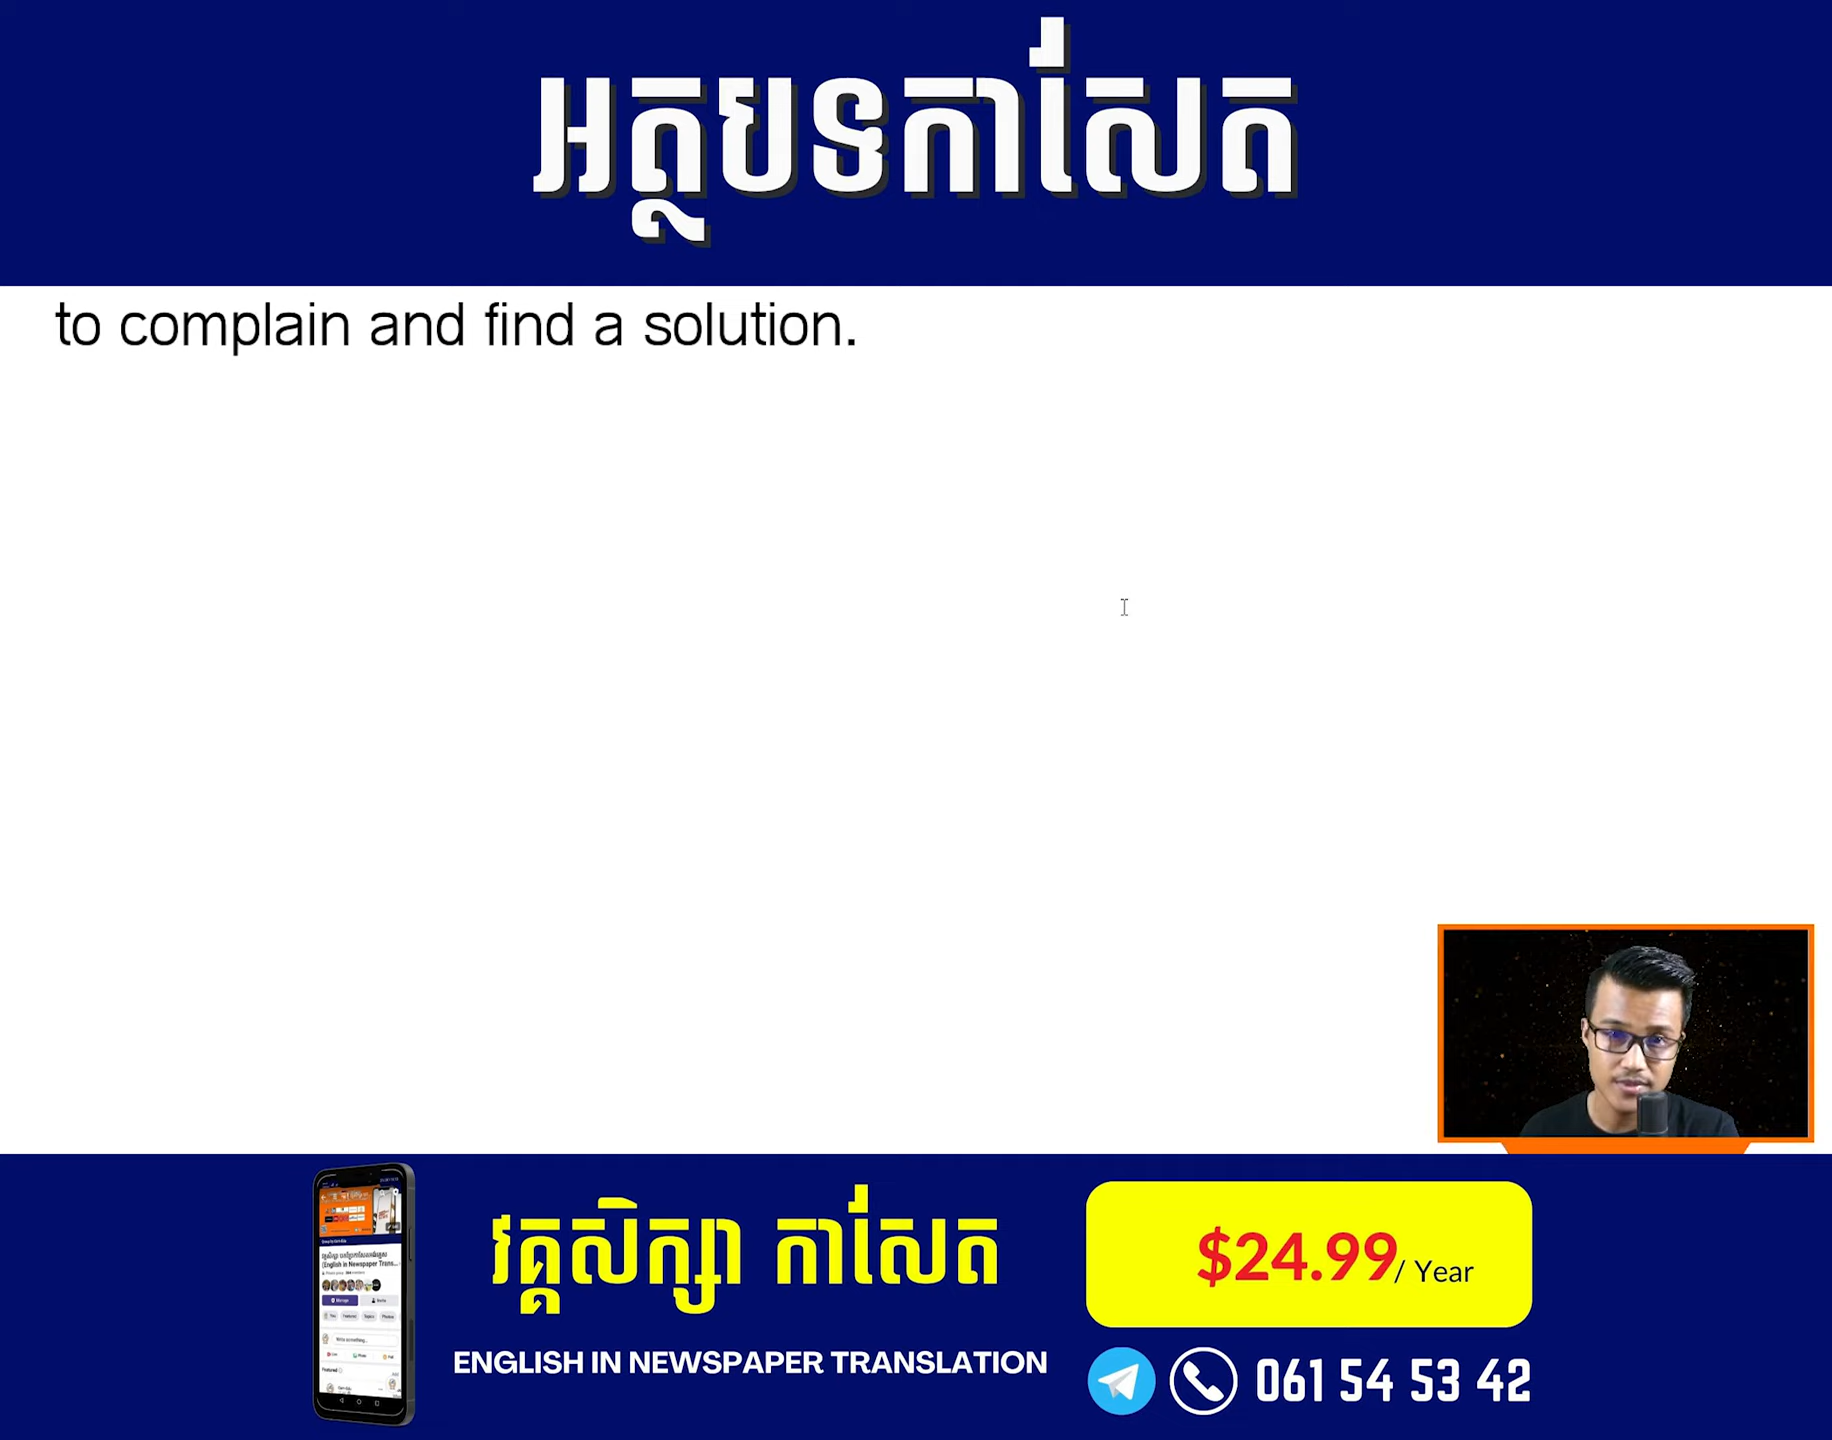 អត្ថបទកាសែត
to complain and find a solution.
វគ្គសិក្សា កាសែត
ENGLISH IN NEWSPAPER TRANSLATION
$24.99/ Year
061 54 53 42